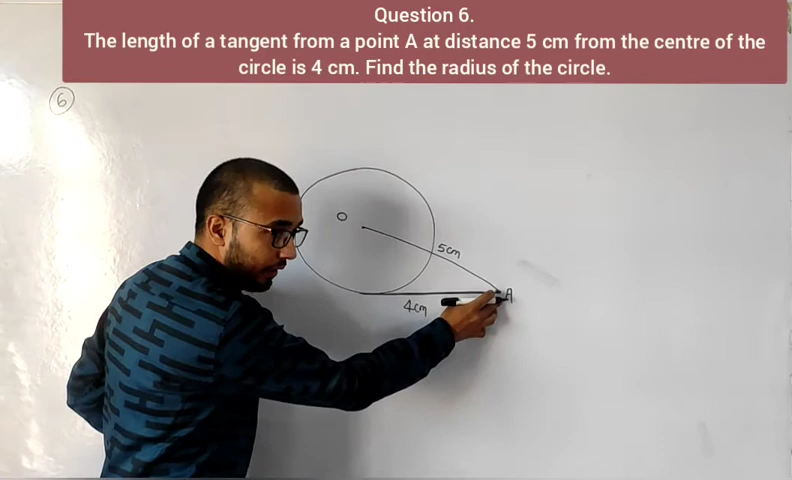 Question 6.
The length of a tangent from a point A at distance 5 cm from the centre of the
circle is 4 cm. Find the radius of the circle.
6
O
5cm
4cm
A